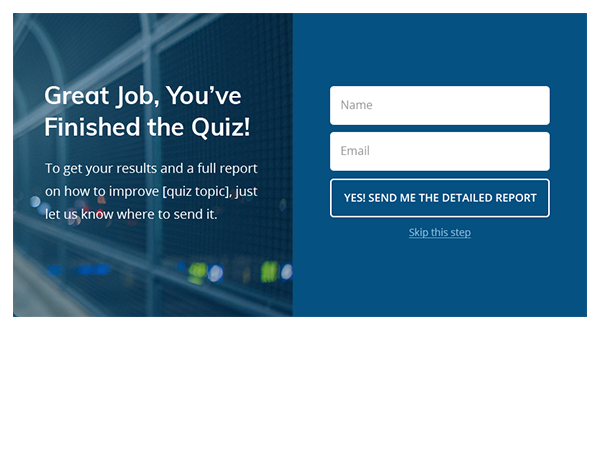 Great Job, You’ve
Finished the Quiz!
To get your results and a full report
on how to improve [quiz topic], just
let us know where to send it.
Name
Email
YES! SEND ME THE DETAILED REPORT
Skip this step